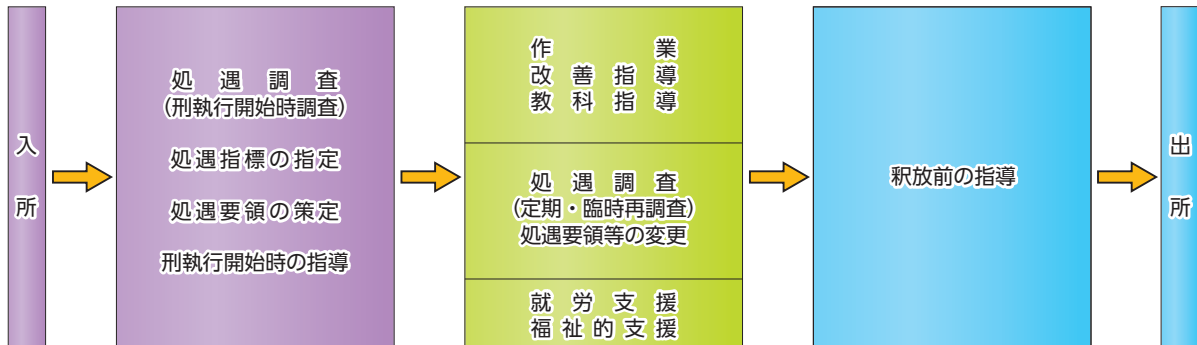 入所
処遇調査
（刑執行開始時調査）
処遇指標の指定
処遇要領の策定
刑執行開始時の指導
作業
改善指導
教科指導
処遇調査
（定期・臨時再調査）
処遇要領等の変更
就労支援
福祉的支援
釈放前の指導
出所